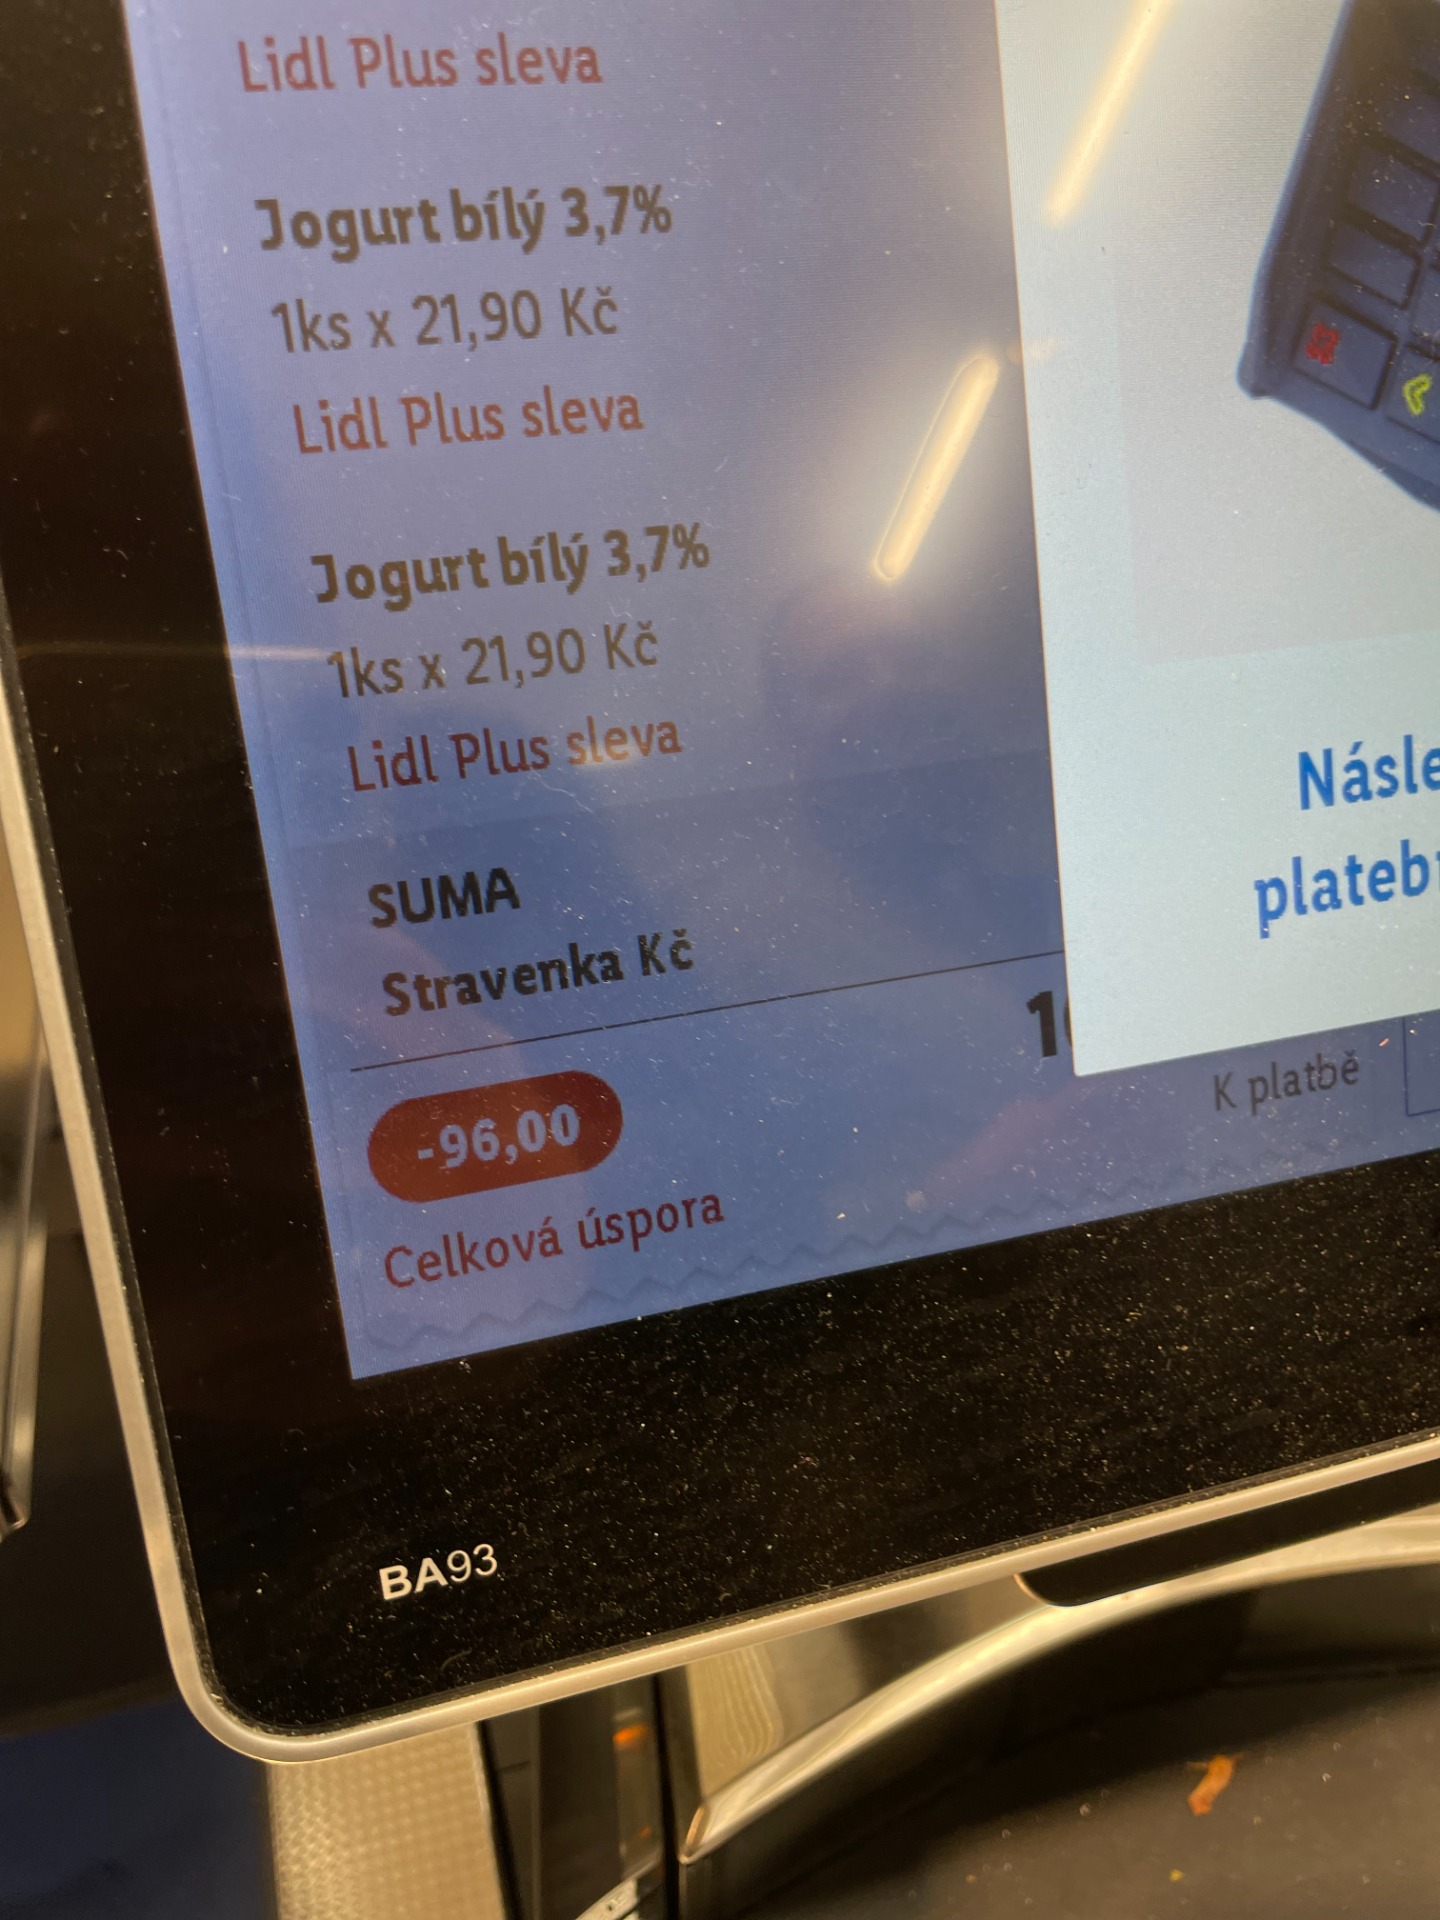 Lidl Plus sleva
Jogurt bílý 3,7%
1ks x 21,90 Kč
Lidl Plus sleva
Jogurt bílý 3,7%
1ks x 21,90 Kč
Lidl Plus sleva
SUMA
Stravenka Kč
-96,00
Celková úspora
K platbě
BA93